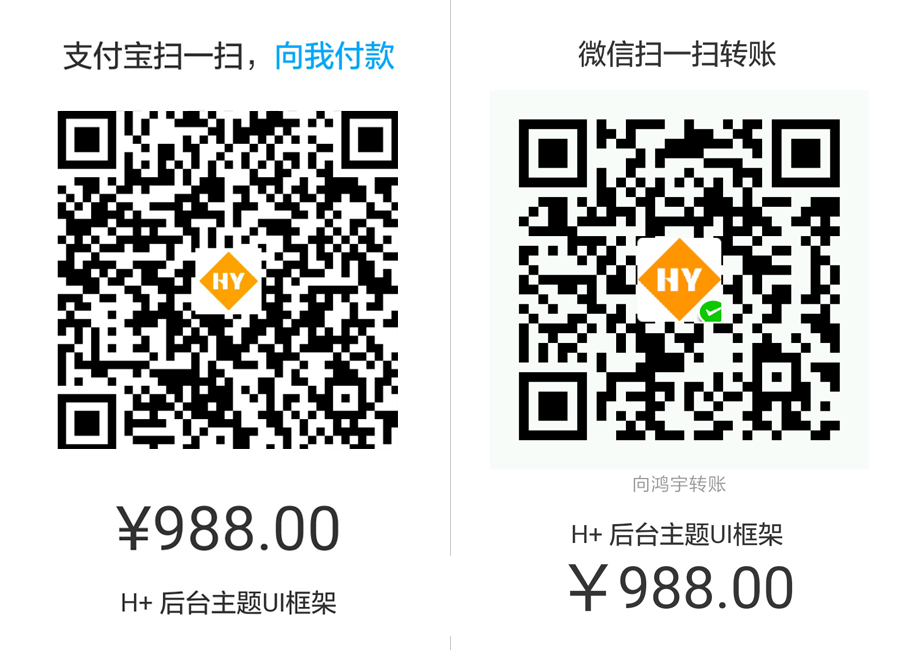 支付宝扫一扫，向我付款
HY
¥988.00
H+ 后台主题UI框架
微信扫一扫转账
HY
向鸿宇转账
H+ 后台主题UI框架
￥988.00